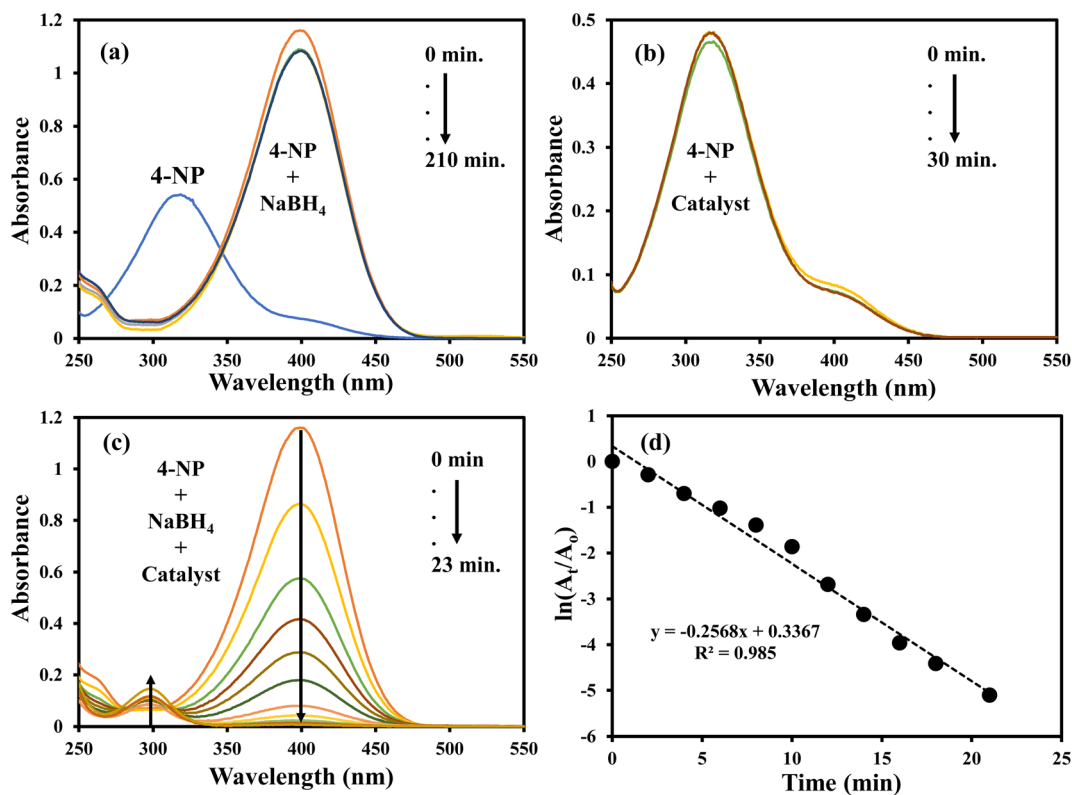 (a)
Absorbance
1.2
1
0.8
0.6
0.4
0.2
0
4-NP
4-NP
+
NaBH₄
0 min.
.
.
.
210 min.
250 300 350 400 450 500 550
Wavelength (nm)
(b)
Absorbance
0.5
0.4
0.3
0.2
0.1
0
4-NP
+
Catalyst
0 min.
.
.
.
30 min.
250 300 350 400 450 500 550
Wavelength (nm)
(c)
Absorbance
1.2
1
0.8
0.6
0.4
0.2
0
4-NP
+
NaBH₄
+
Catalyst
0 min
.
.
.
23 min.
250 300 350 400 450 500 550
Wavelength (nm)
(d)
ln(Aₜ/Aₒ)
1
0
-1
-2
-3
-4
-5
-6
y = -0.2568x + 0.3367
R² = 0.985
0 5 10 15 20 25
Time (min)